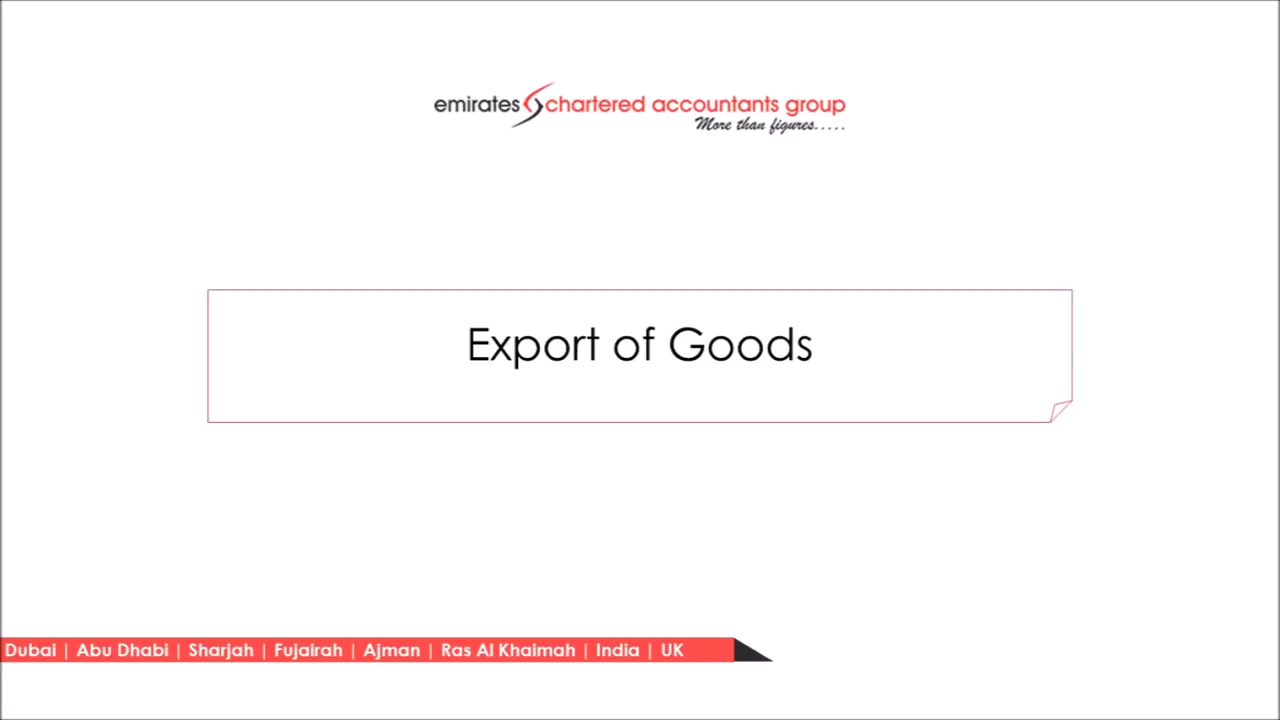 emirates chartered accountants group
More than figures.....
Export of Goods
Dubai | Abu Dhabi | Sharjah | Fujairah | Ajman | Ras Al Khaimah | India | UK